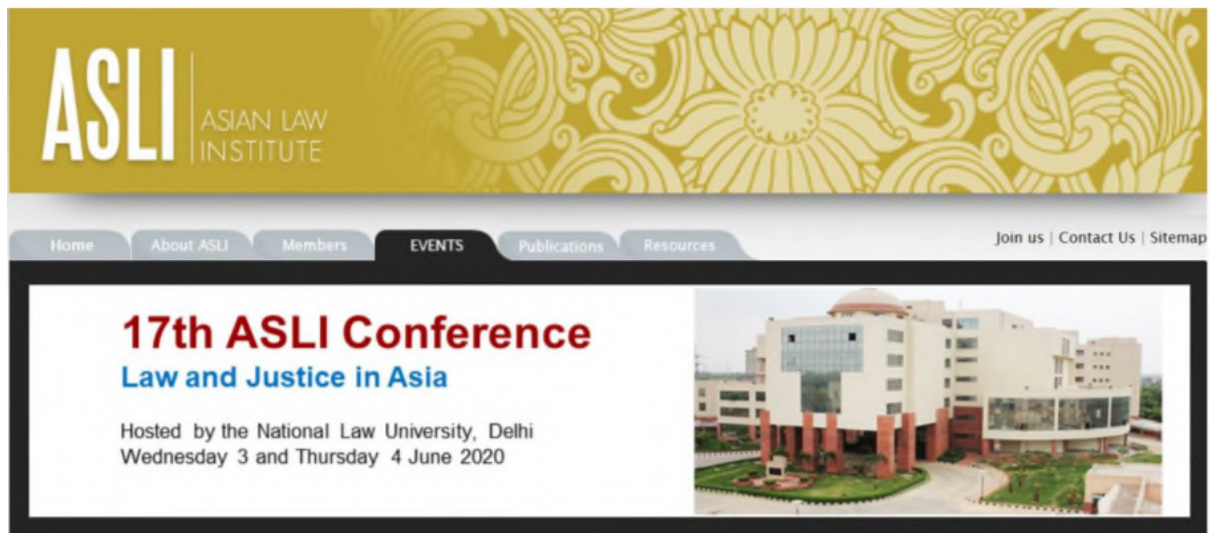 ASLI
ASIAN LAW
INSTITUTE
Home About ASLI Members EVENTS Publications Resources
Join us | Contact Us | Sitemap
17th ASLI Conference
Law and Justice in Asia
Hosted by the National Law University, Delhi
Wednesday 3 and Thursday 4 June 2020